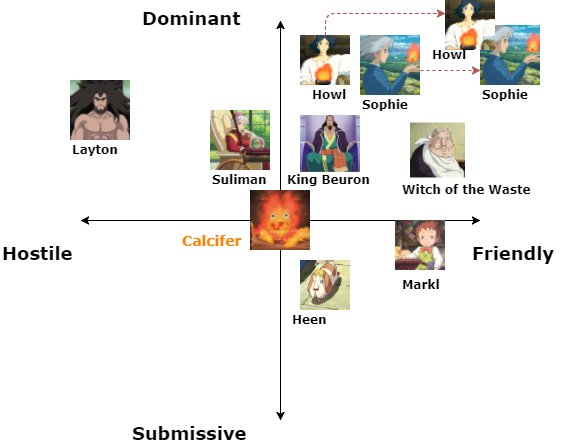 Dominant
Howl
Howl
Sophie
Sophie
Layton
Suliman
King Beuron
Witch of the Waste
Calcifer
Hostile
Friendly
Markl
Heen
Submissive